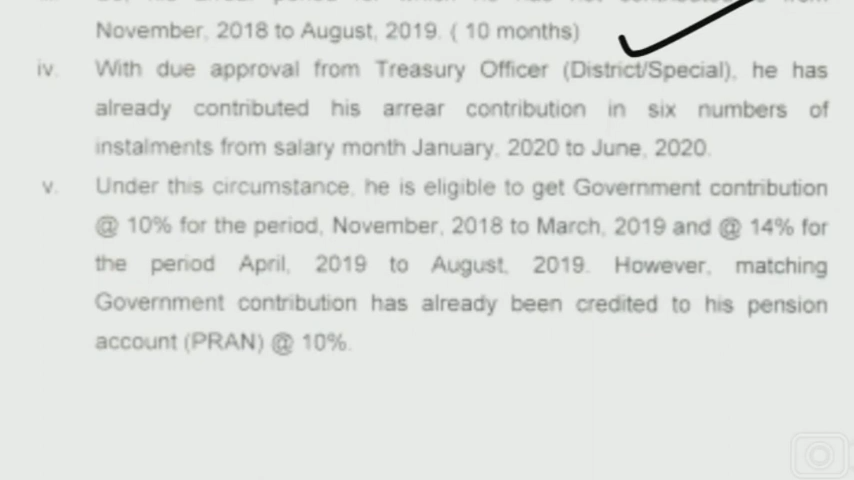 November, 2018 to August, 2019. ( 10 months)
iv. With due approval from Treasury Officer (District/Special), he has
already contributed his arrear contribution in six numbers of
instalments from salary month January, 2020 to June, 2020.
v. Under this circumstance, he is eligible to get Government contribution
@ 10% for the period, November, 2018 to March, 2019 and @ 14% for
the period April, 2019 to August, 2019. However, matching
Government contribution has already been credited to his pension
account (PRAN) @ 10%.